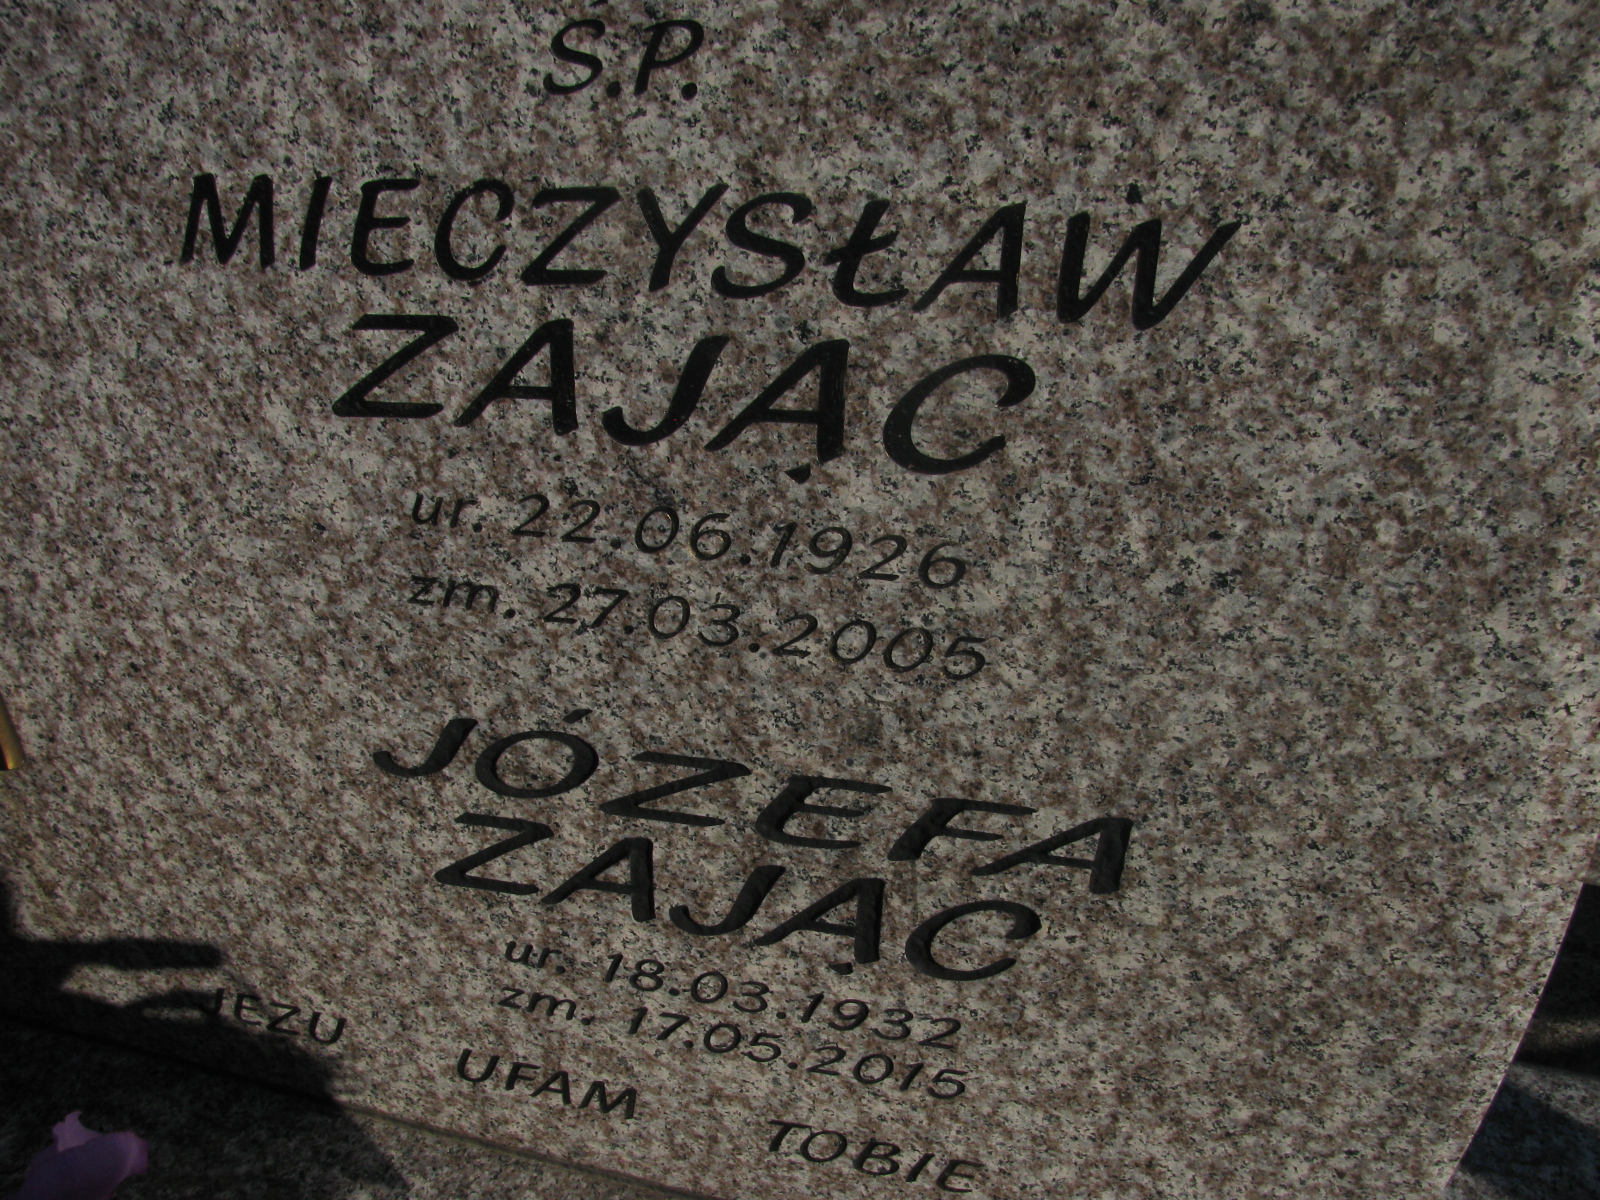 Ś.P.
MIECZYSŁAW
ZAJĄC
ur. 22.06.1926
zm. 27.03.2005
JÓZEFA
ZAJĄC
ur. 18.03.1932
zm. 17.05.2015
JEZU UFAM TOBIE